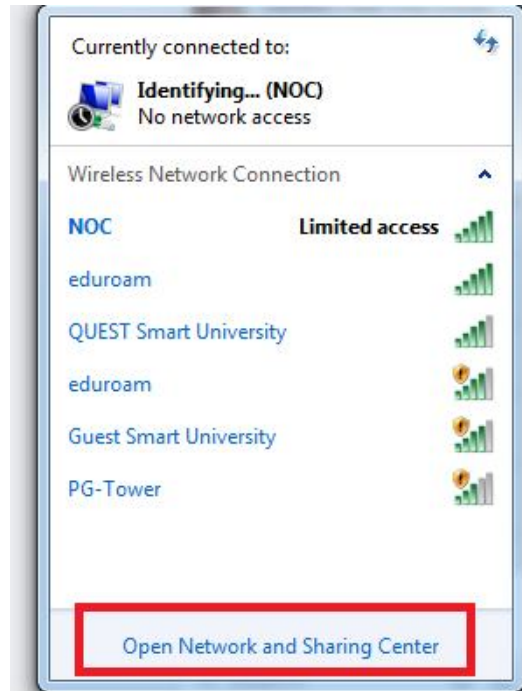 Currently connected to:
Identifying... (NOC)
No network access
Wireless Network Connection
NOC Limited access
eduroam
QUEST Smart University
eduroam
Guest Smart University
PG-Tower
Open Network and Sharing Center